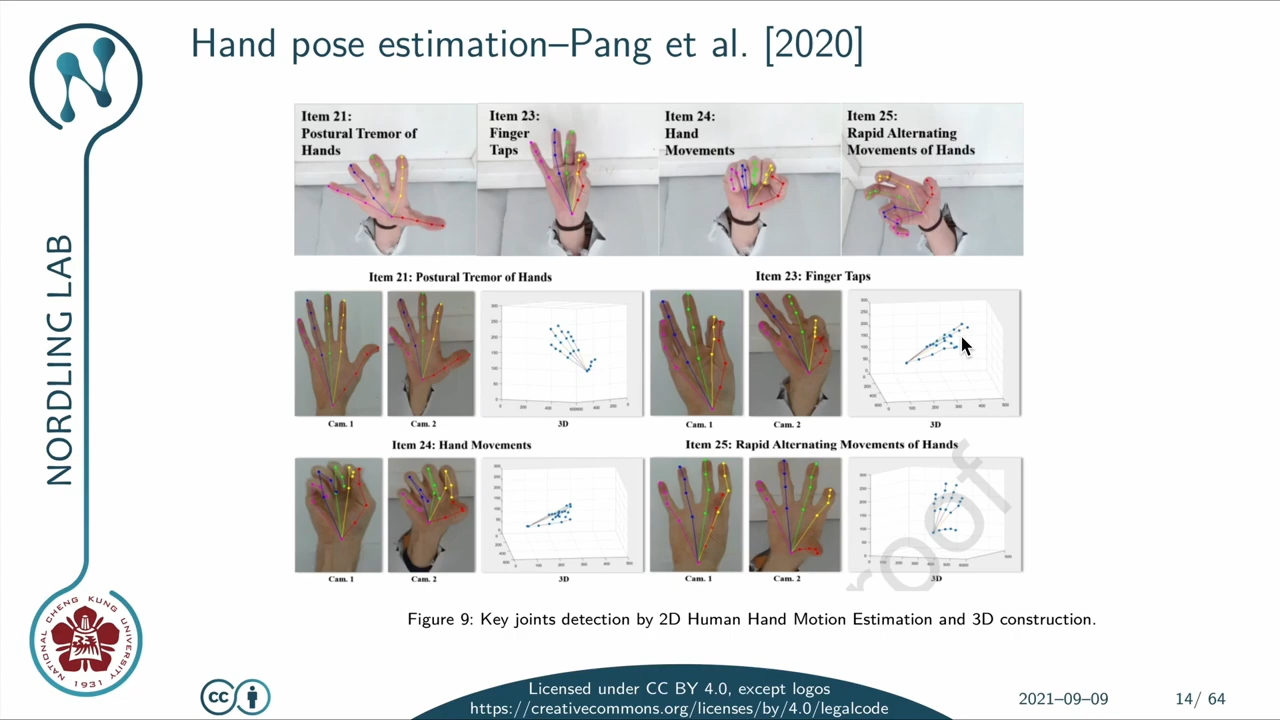 Hand pose estimation–Pang et al. [2020]
NORDLING LAB
Item 21:
Postural Tremor of
Hands
Item 23:
Finger
Taps
Item 24:
Hand
Movements
Item 25:
Rapid Alternating
Movements of Hands
Item 21: Postural Tremor of Hands
Item 23: Finger Taps
Cam. 1
Cam. 2
3D
Cam. 1
Cam. 2
3D
Item 24: Hand Movements
Item 25: Rapid Alternating Movements of Hands
Cam. 1
Cam. 2
3D
Cam. 1
Cam. 2
3D
roof
Figure 9: Key joints detection by 2D Human Hand Motion Estimation and 3D construction.
NATIONAL CHENG KUNG UNIVERSITY
1931
cc
Licensed under CC BY 4.0, except logos
https://creativecommons.org/licenses/by/4.0/legalcode
2021–09–09
14/ 64